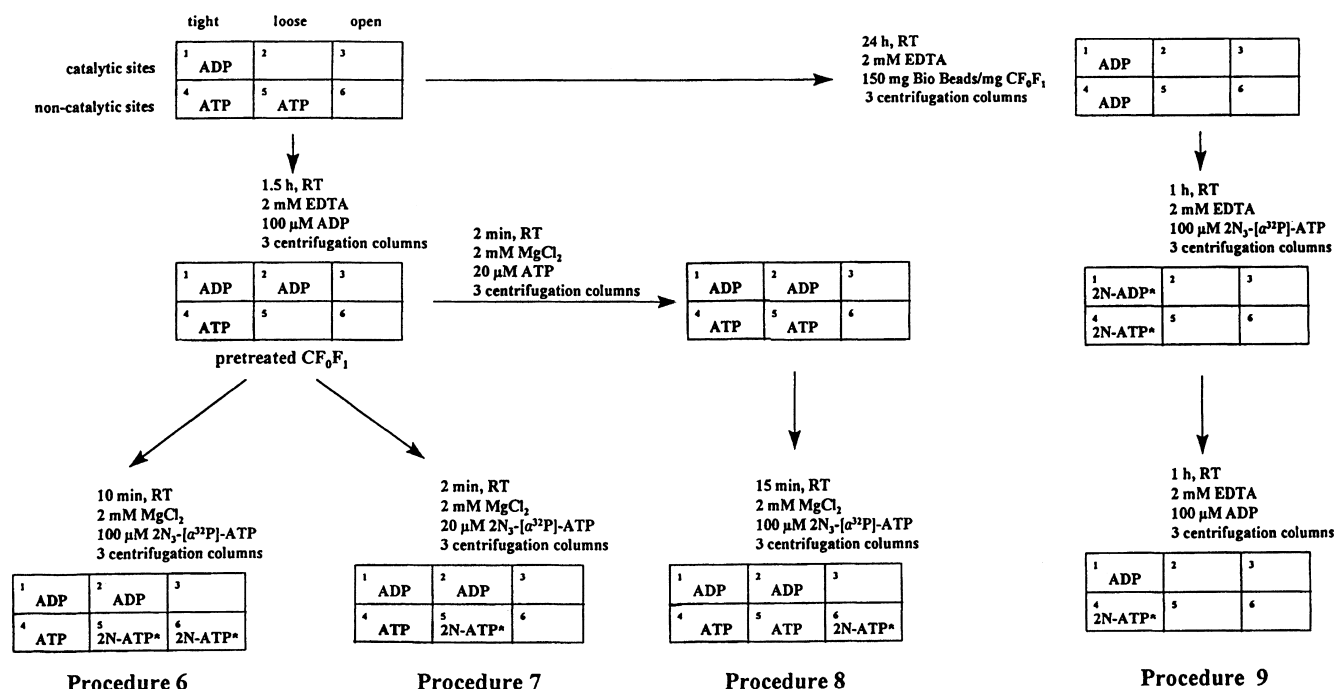 tight loose open
catalytic sites
non-catalytic sites
1 ADP 2 3
4 ATP 5 ATP 6
24 h, RT
2 mM EDTA
150 mg Bio Beads/mg CF₀F₁
3 centrifugation columns
1 ADP 2 3
4 ADP 5 6
1.5 h, RT
2 mM EDTA
100 µM ADP
3 centrifugation columns
1 ADP 2 ADP 3
4 ATP 5 6
pretreated CF₀F₁
2 min, RT
2 mM MgCl₂
20 µM ATP
3 centrifugation columns
1 ADP 2 ADP 3
4 ATP 5 ATP 6
1 h, RT
2 mM EDTA
100 µM 2N₃-[α³²P]-ATP
3 centrifugation columns
1 2N-ADP* 2 3
4 2N-ATP* 5 6
10 min, RT
2 mM MgCl₂
100 µM 2N₃-[α³²P]-ATP
3 centrifugation columns
1 ADP 2 ADP 3
4 ATP 5 2N-ATP* 6 2N-ATP*
Procedure 6
2 min, RT
2 mM MgCl₂
20 µM 2N₃-[α³²P]-ATP
3 centrifugation columns
1 ADP 2 ADP 3
4 ATP 5 2N-ATP* 6
Procedure 7
15 min, RT
2 mM MgCl₂
100 µM 2N₃-[α³²P]-ATP
3 centrifugation columns
1 ADP 2 ADP 3
4 ATP 5 ATP 6 2N-ATP*
Procedure 8
1 h, RT
2 mM EDTA
100 µM ADP
3 centrifugation columns
1 ADP 2 3
4 2N-ATP* 5 6
Procedure 9